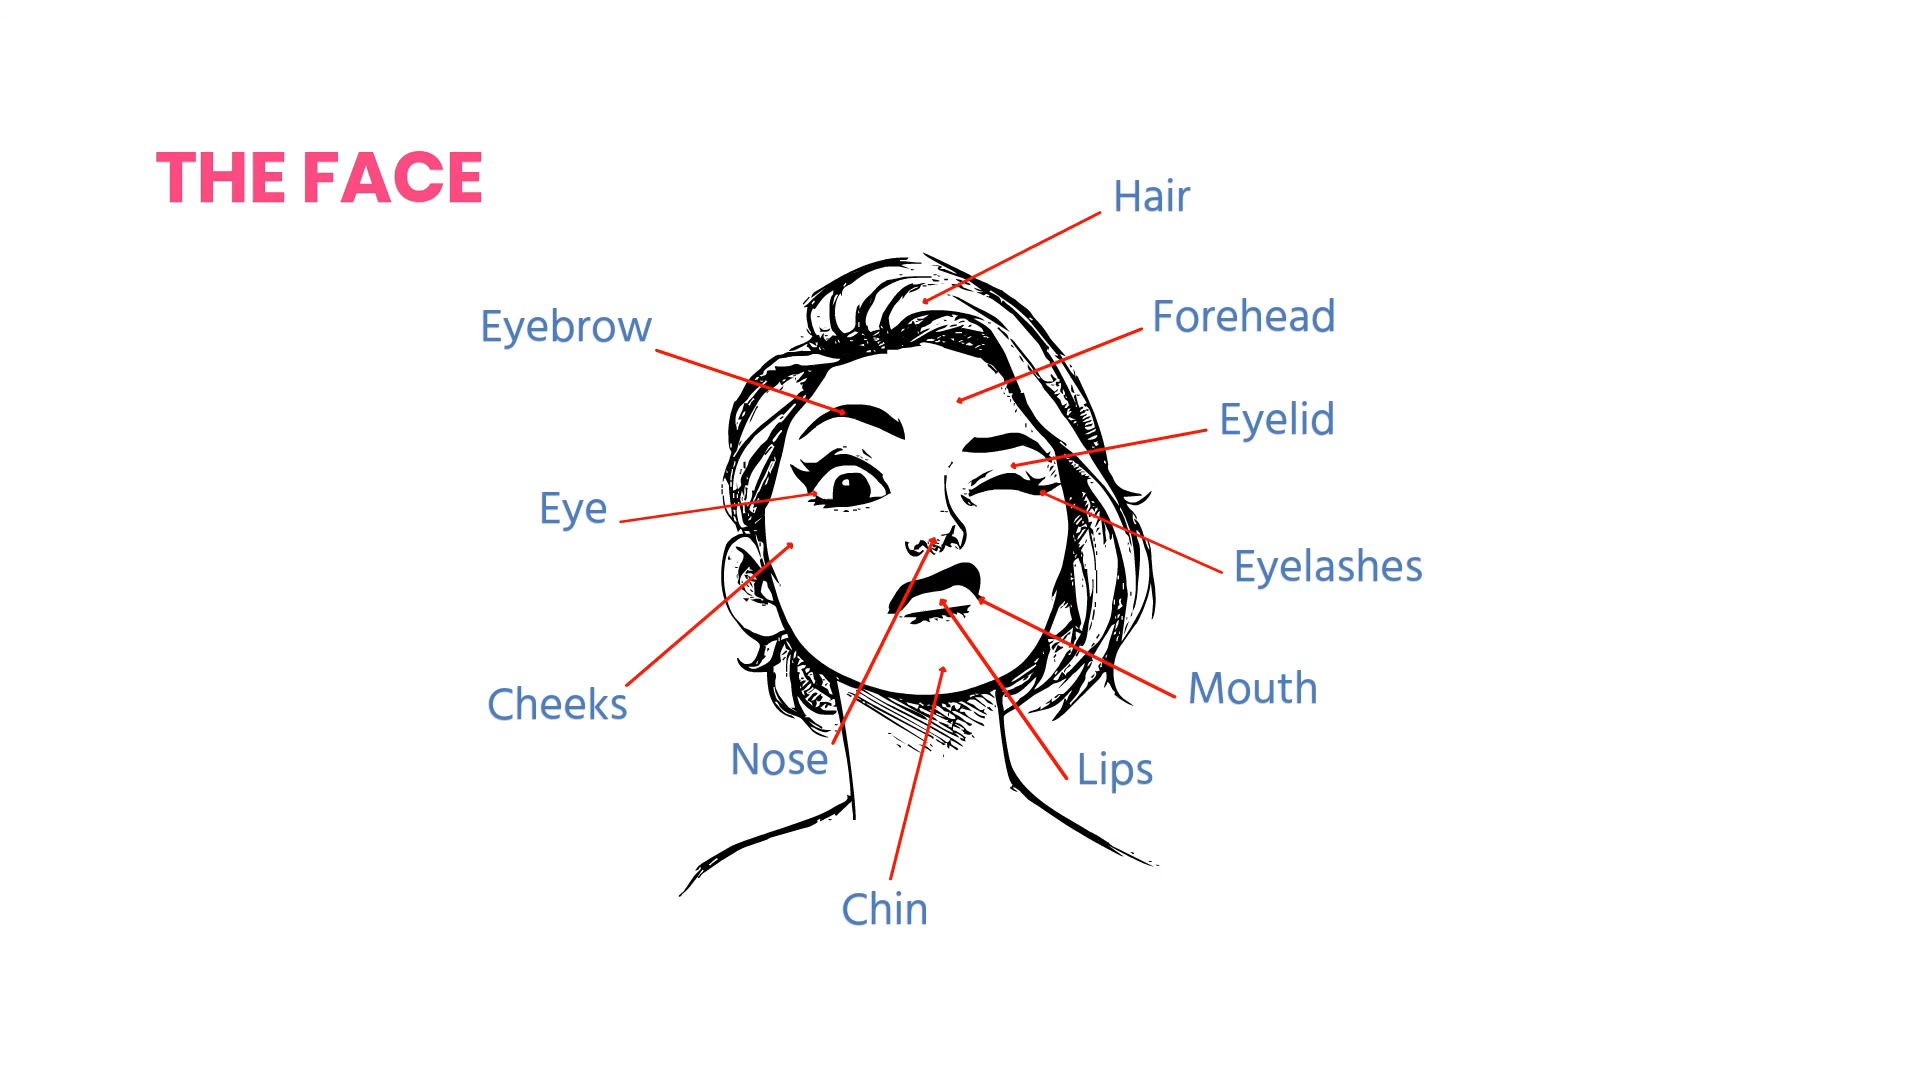 THE FACE
Hair
Forehead
Eyebrow
Eyelid
Eye
Eyelashes
Cheeks
Mouth
Nose
Lips
Chin